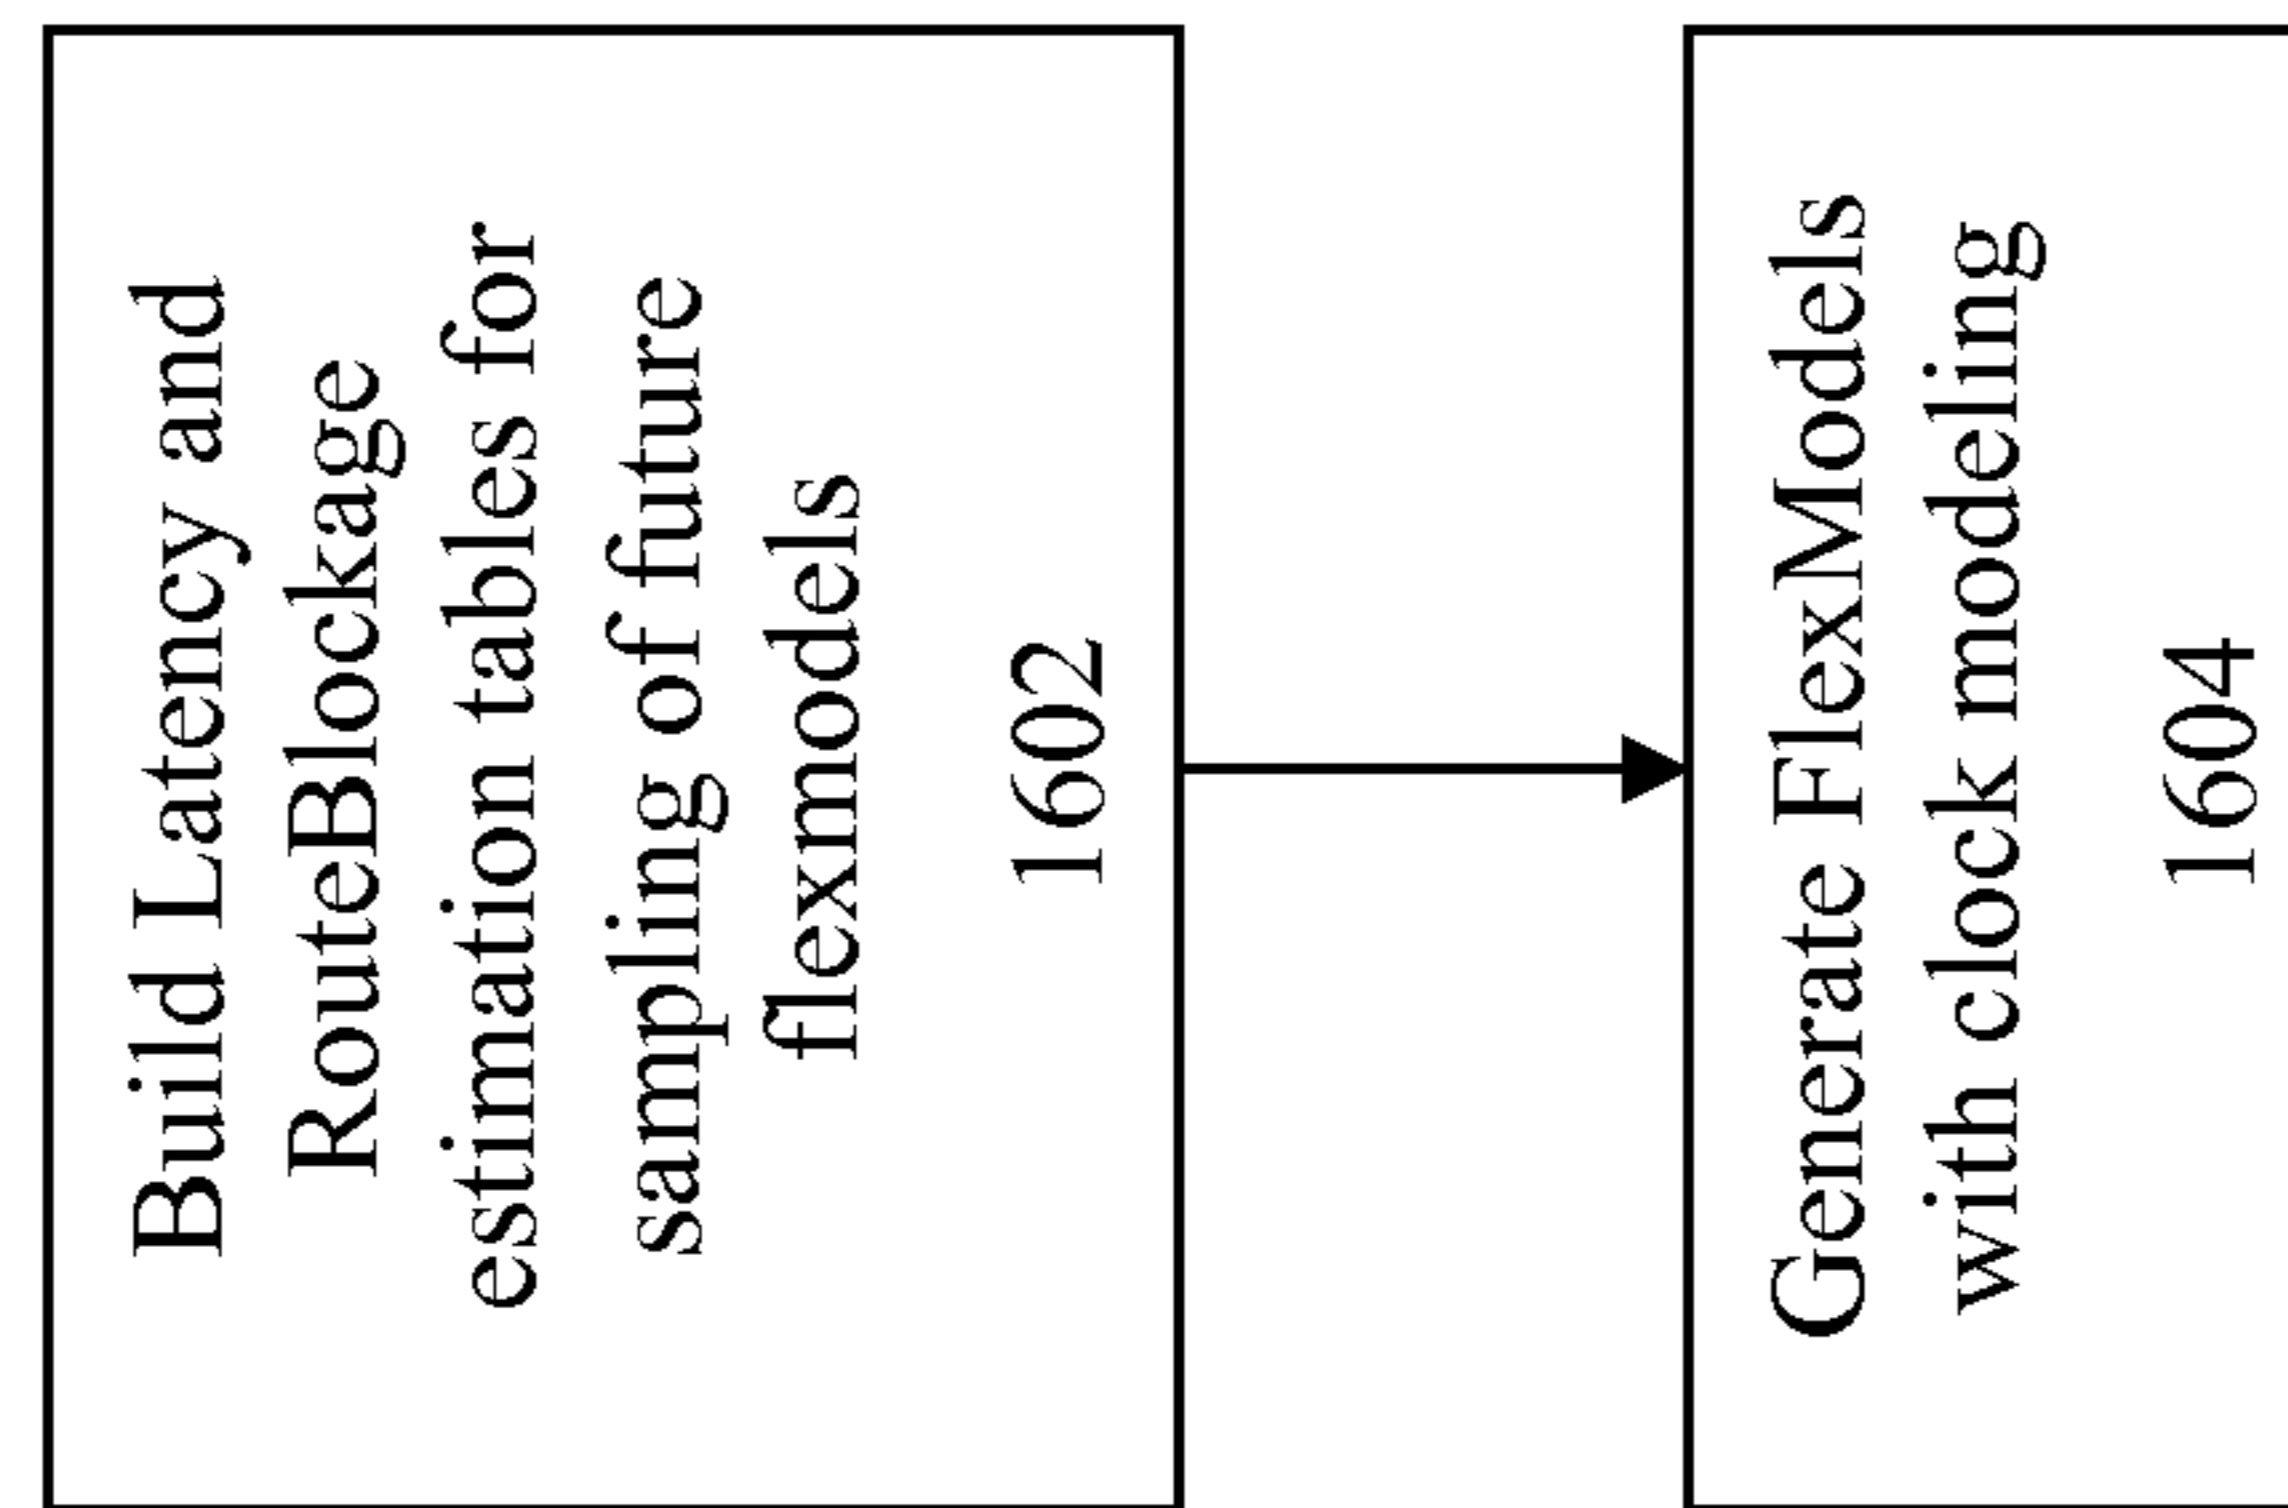 Build Latency and
RouteBlockage
estimation tables for
sampling of future
flexmodels
1602
Generate FlexModels
with clock modeling
1604